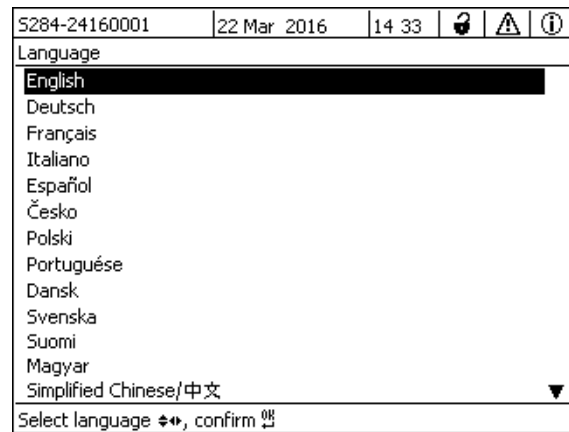 S284-24160001 22 Mar 2016 14 33
Language
English
Deutsch
Français
Italiano
Español
Česko
Polski
Portuguése
Dansk
Svenska
Suomi
Magyar
Simplified Chinese/中文
Select language, confirm OK